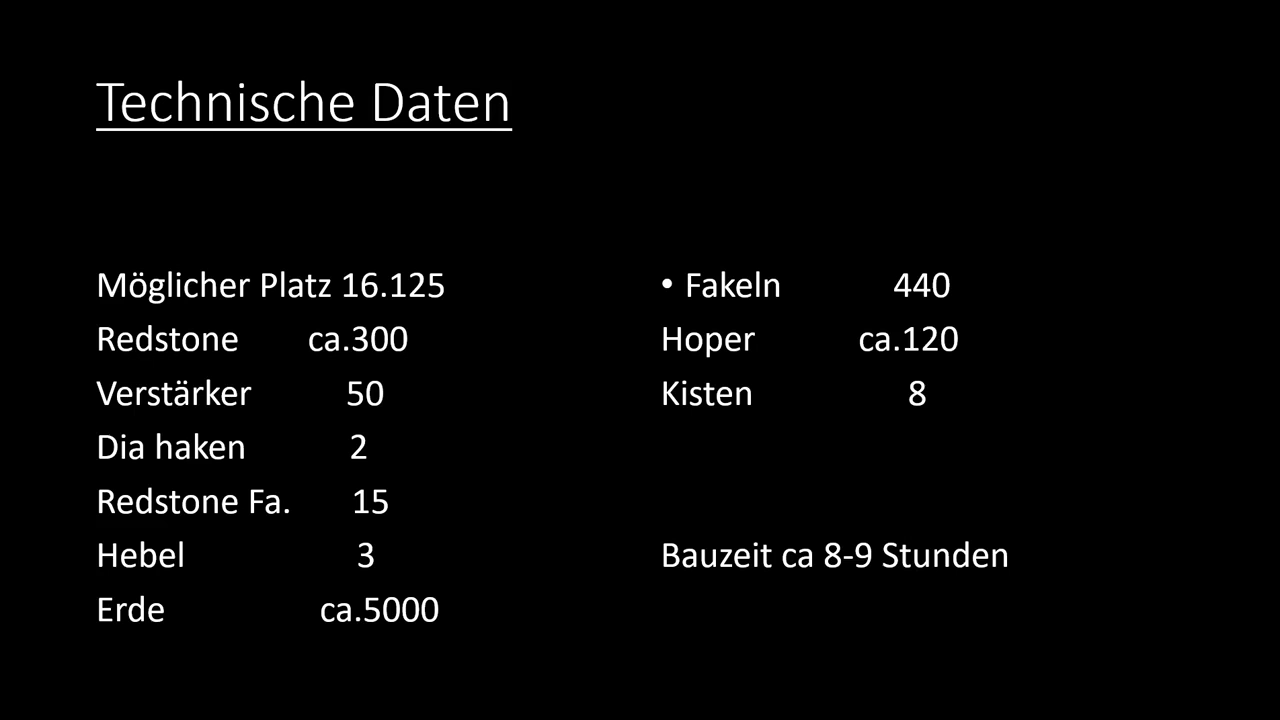 Technische Daten
Möglicher Platz 16.125
Redstone ca.300
Verstärker 50
Dia haken 2
Redstone Fa. 15
Hebel 3
Erde ca.5000
• Fakeln 440
Hoper ca.120
Kisten 8
Bauzeit ca 8-9 Stunden